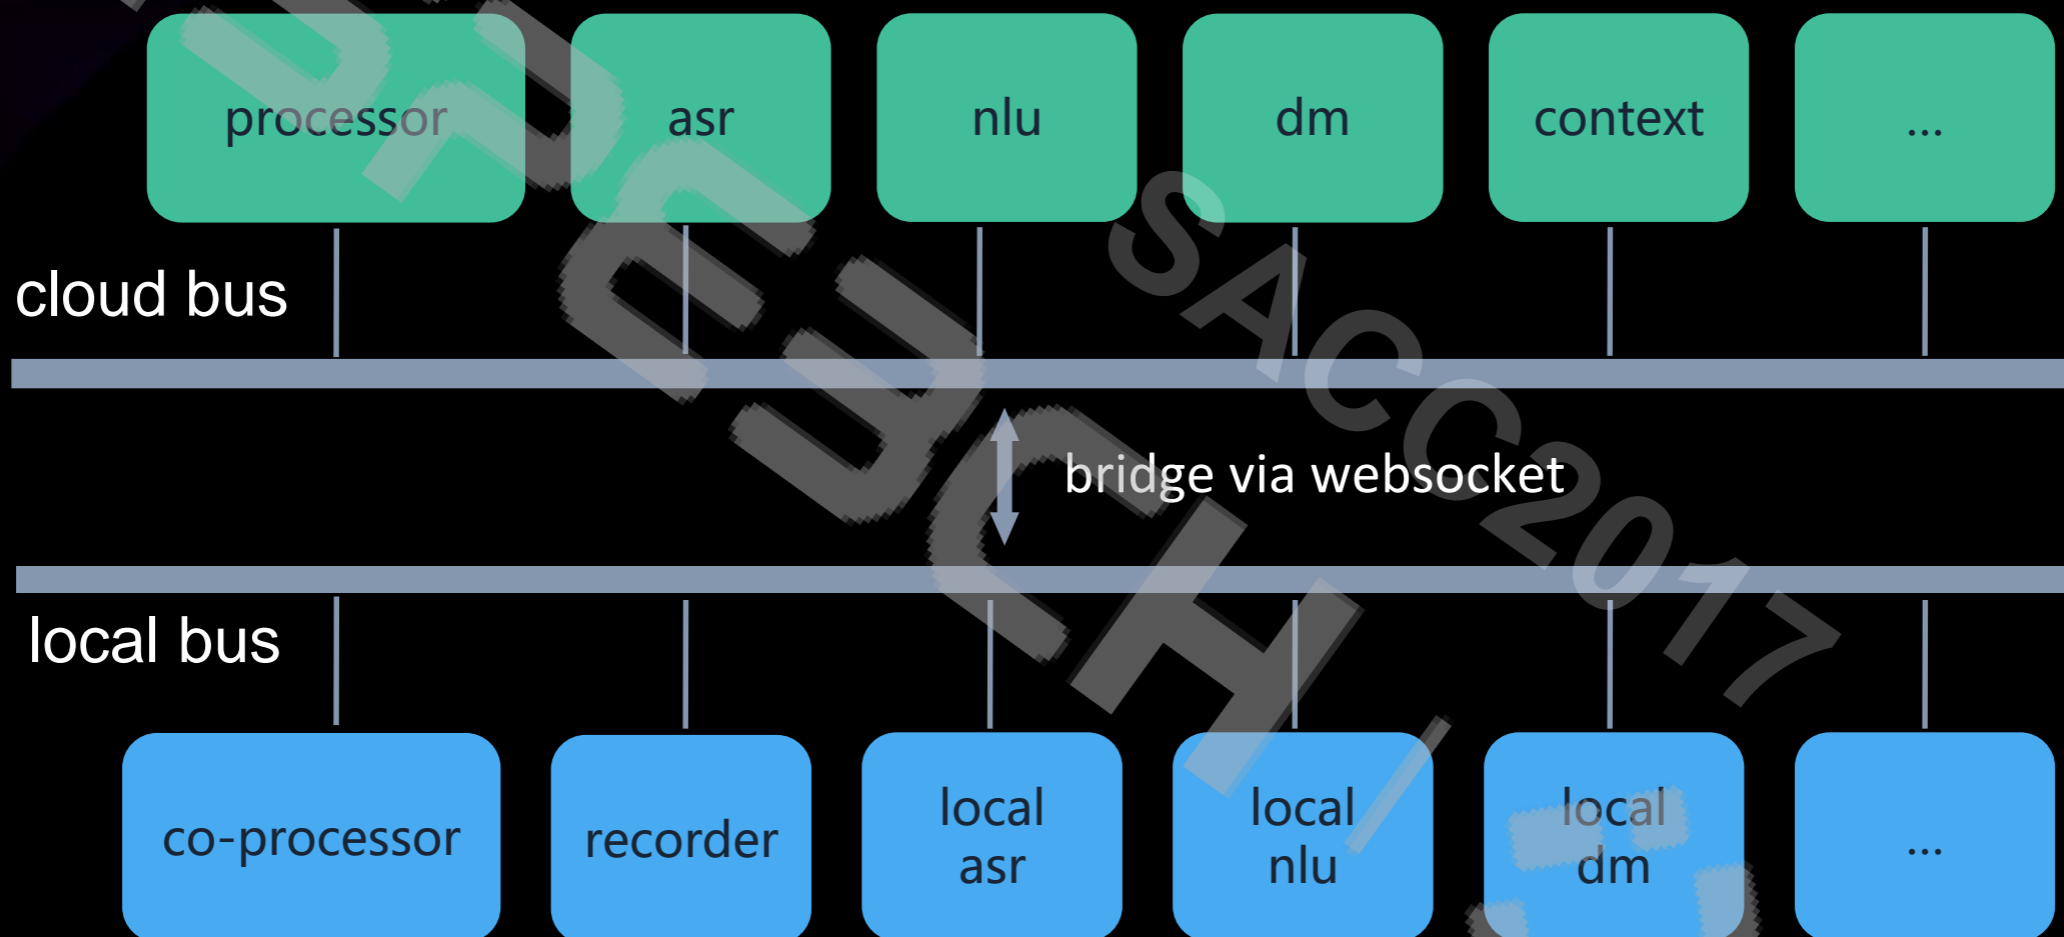 processor
asr
nlu
dm
context
...
cloud bus
SACC2017
bridge via websocket
local bus
co-processor
recorder
local
asr
local
nlu
local
dm
...